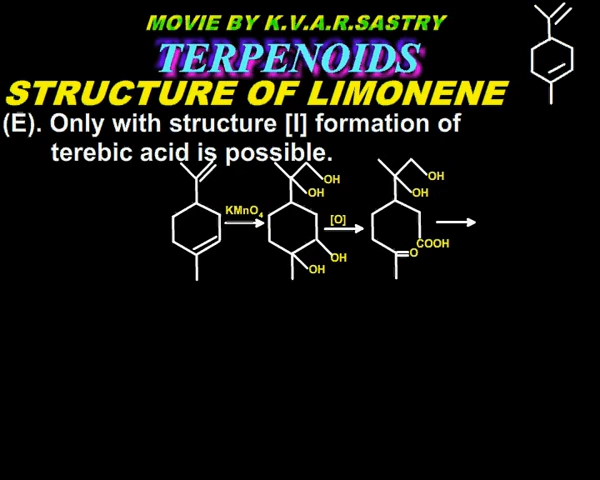 MOVIE BY K.V.A.R.SASTRY
TERPENOIDS
STRUCTURE OF LIMONENE
(E). Only with structure [I] formation of
terebic acid is possible.
KMnO4
OH
OH
OH
OH
[O]
OH
OH
COOH
O